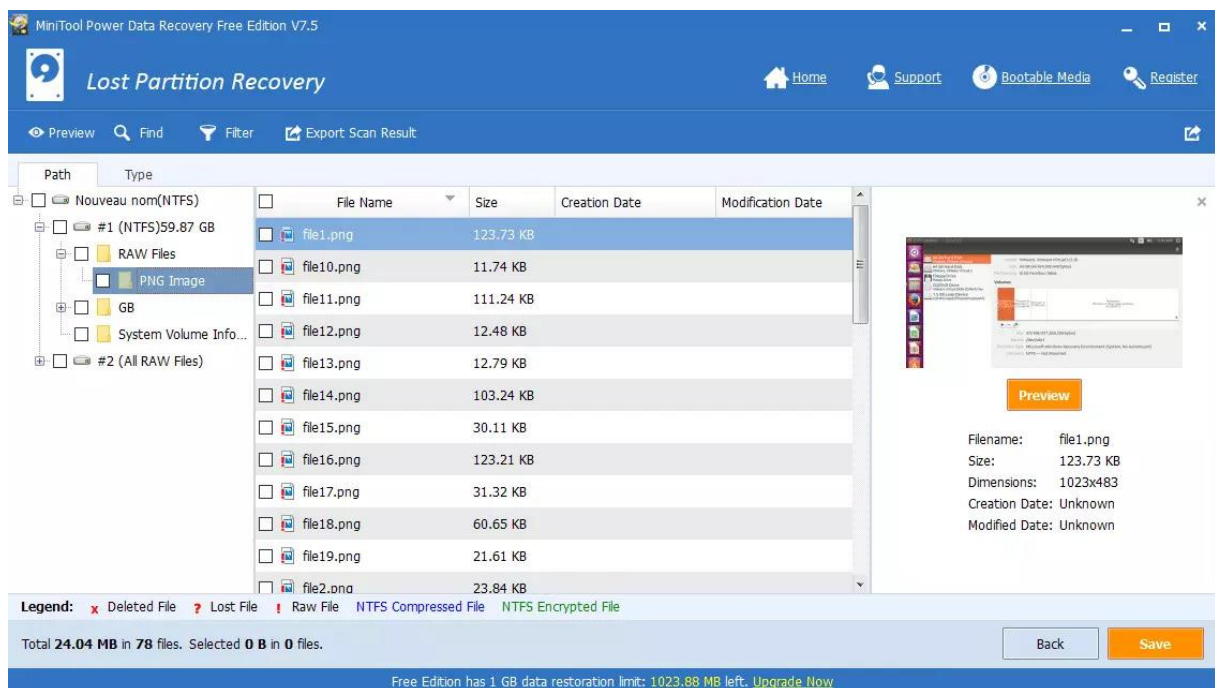 MiniTool Power Data Recovery Free Edition V7.5
Lost Partition Recovery
Home Support Bootable Media Register
Preview Find Filter Export Scan Result
Path Type
Nouveau nom(NTFS)
#1 (NTFS)59.87 GB
RAW Files
PNG Image
GB
System Volume Info...
#2 (All RAW Files)
File Name Size Creation Date Modification Date
file1.png 123.73 KB
file10.png 11.74 KB
file11.png 111.24 KB
file12.png 12.48 KB
file13.png 12.79 KB
file14.png 103.24 KB
file15.png 30.11 KB
file16.png 123.21 KB
file17.png 31.32 KB
file18.png 60.65 KB
file19.png 21.61 KB
file2.png 23.84 KB
Volumes
Preview
Filename: file1.png
Size: 123.73 KB
Dimensions: 1023x483
Creation Date: Unknown
Modified Date: Unknown
Legend: x Deleted File ? Lost File ! Raw File NTFS Compressed File NTFS Encrypted File
Total 24.04 MB in 78 files. Selected 0 B in 0 files.
Back Save
Free Edition has 1 GB data restoration limit: 1023.88 MB left. Upgrade Now